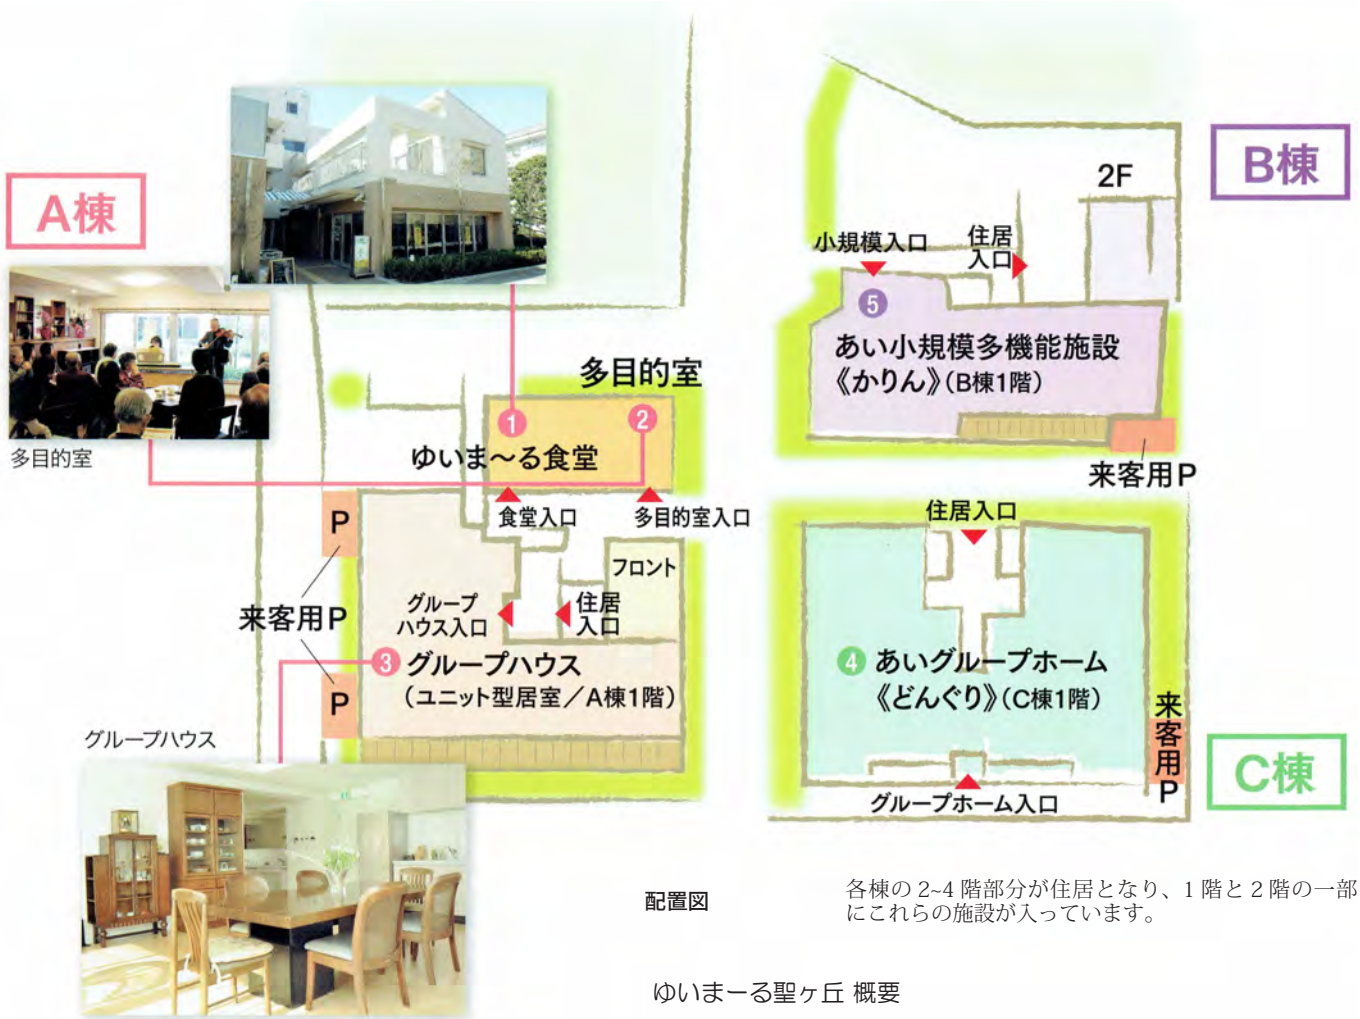 A棟
多目的室
多目的室
1
2
ゆいま〜る食堂
食堂入口
多目的室入口
P
来客用P
P
フロント
グループ
ハウス入口
住居
入口
3 グループハウス
(ユニット型居室／A棟1階)
グループハウス
B棟
2F
小規模入口
住居
入口
5
あい小規模多機能施設
《かりん》(B棟1階)
来客用P
住居入口
4 あいグループホーム
《どんぐり》(C棟1階)
来客用P
グループホーム入口
C棟
配置図
各棟の 2~4 階部分が住居となり、1 階と 2 階の一部
にこれらの施設が入っています。
ゆいまーる聖ヶ丘 概要